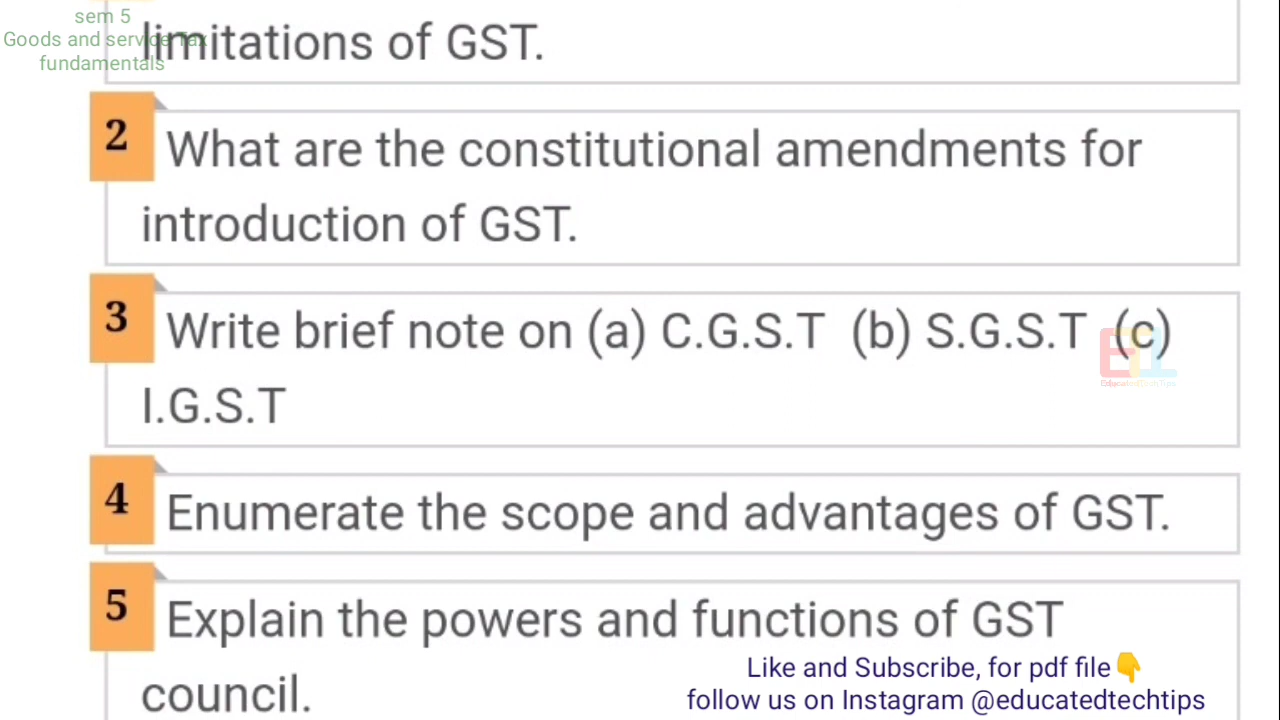 sem 5
Goods and service Tax
fundamentals
limitations of GST.
2
What are the constitutional amendments for
introduction of GST.
3
Write brief note on (a) C.G.S.T (b) S.G.S.T (c)
I.G.S.T
ETL
EducatedTechTips
4
Enumerate the scope and advantages of GST.
5
Explain the powers and functions of GST
council.
Like and Subscribe, for pdf file👇
follow us on Instagram @educatedtechtips